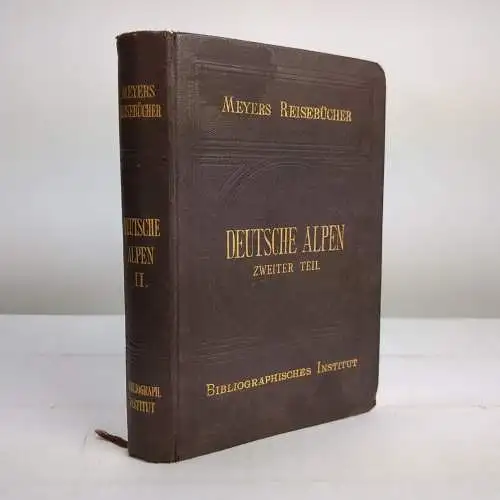 MEYERS
REISEBÜCHER
DEUTSCHE
ALPEN
II.
BIBLIOGRAPH.
INSTITUT
MEYERS REISEBÜCHER
DEUTSCHE ALPEN
ZWEITER TEIL
BIBLIOGRAPHISCHES INSTITUT